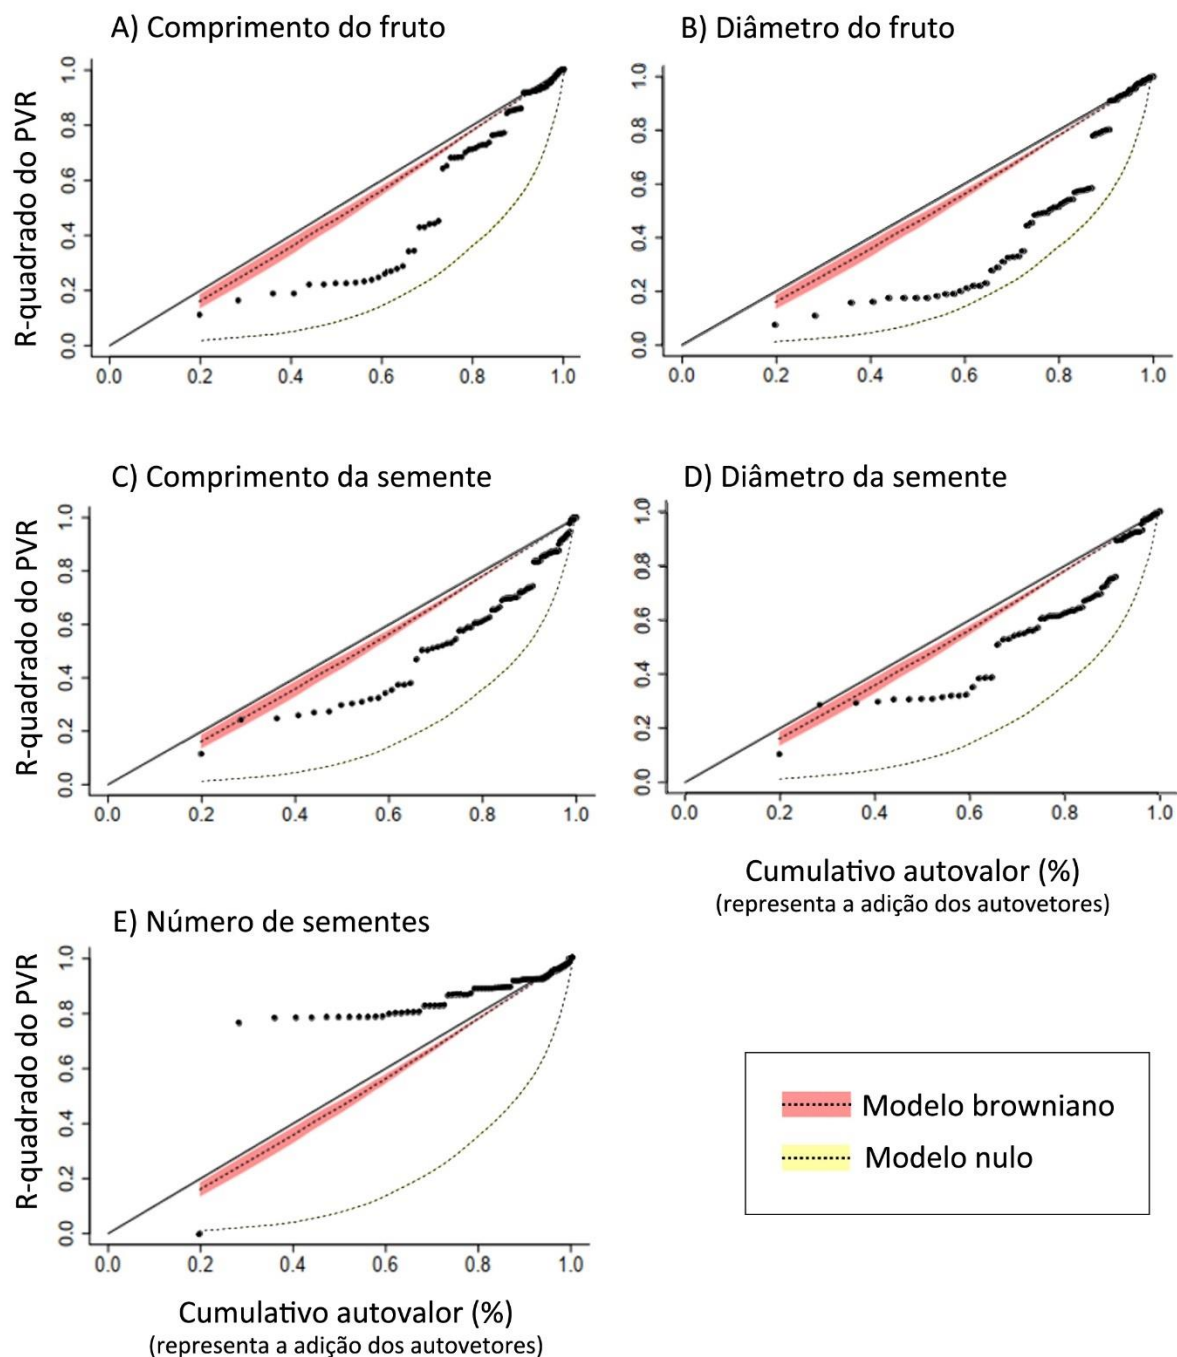 A) Comprimento do fruto
R-quadrado do PVR
0.0 0.2 0.4 0.6 0.8 1.0
0.0 0.2 0.4 0.6 0.8 1.0
B) Diâmetro do fruto
0.0 0.2 0.4 0.6 0.8 1.0
0.0 0.2 0.4 0.6 0.8 1.0
C) Comprimento da semente
R-quadrado do PVR
0.0 0.2 0.4 0.6 0.8 1.0
0.0 0.2 0.4 0.6 0.8 1.0
D) Diâmetro da semente
0.0 0.2 0.4 0.6 0.8 1.0
0.0 0.2 0.4 0.6 0.8 1.0
Cumulativo autovalor (%)
(representa a adição dos autovetores)
E) Número de sementes
R-quadrado do PVR
0.0 0.2 0.4 0.6 0.8 1.0
0.0 0.2 0.4 0.6 0.8 1.0
Cumulativo autovalor (%)
(representa a adição dos autovetores)
Modelo browniano
Modelo nulo